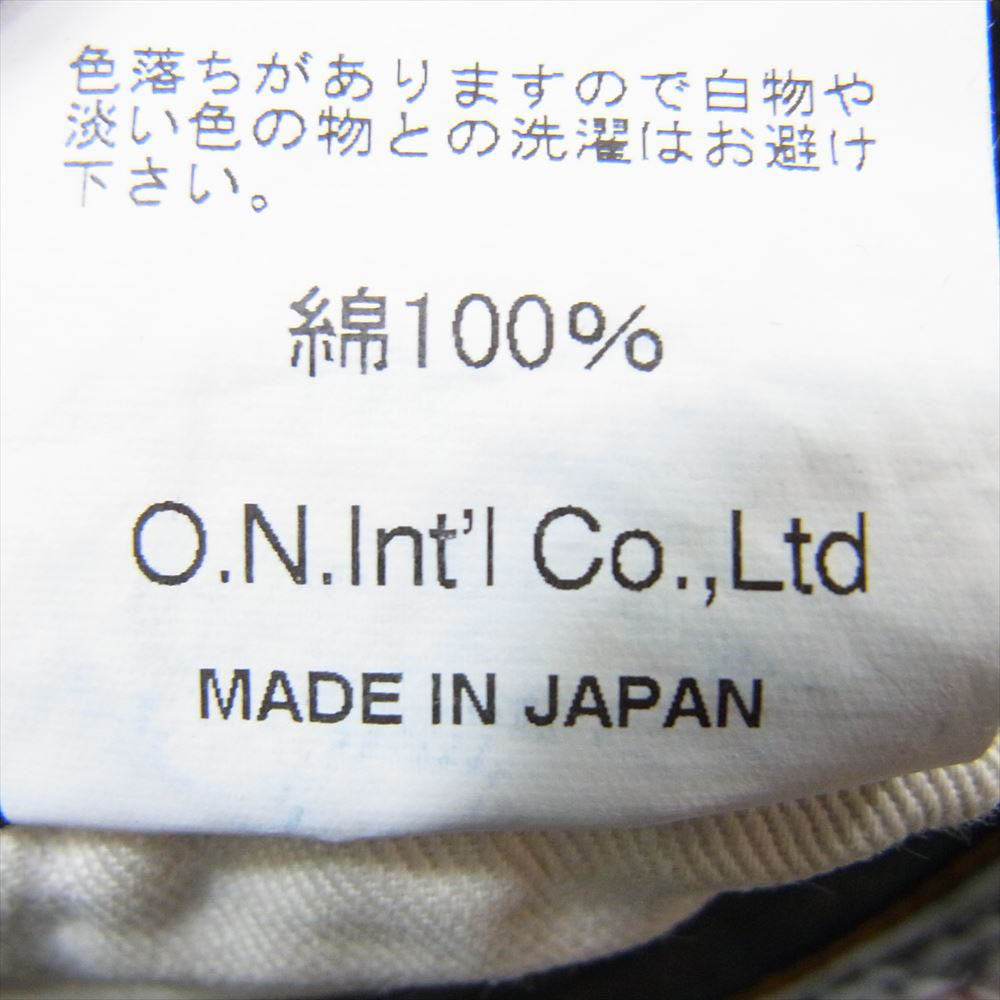 色落ちがありますので白物や
淡い色の物との洗濯はお避け
下さい。
綿100%
O.N.Int'l Co.,Ltd
MADE IN JAPAN